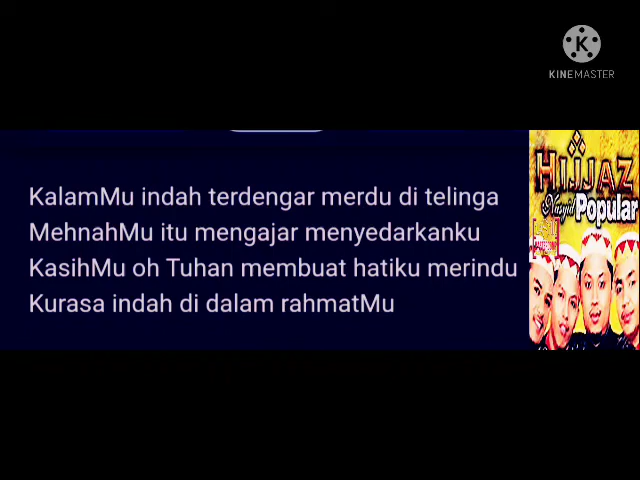 KINEMASTER
KalamMu indah terdengar merdu di telinga
MehnahMu itu mengajar menyedarkanku
KasihMu oh Tuhan membuat hatiku merindu
Kurasa indah di dalam rahmatMu
HIJJAZ
Nasyid Popular